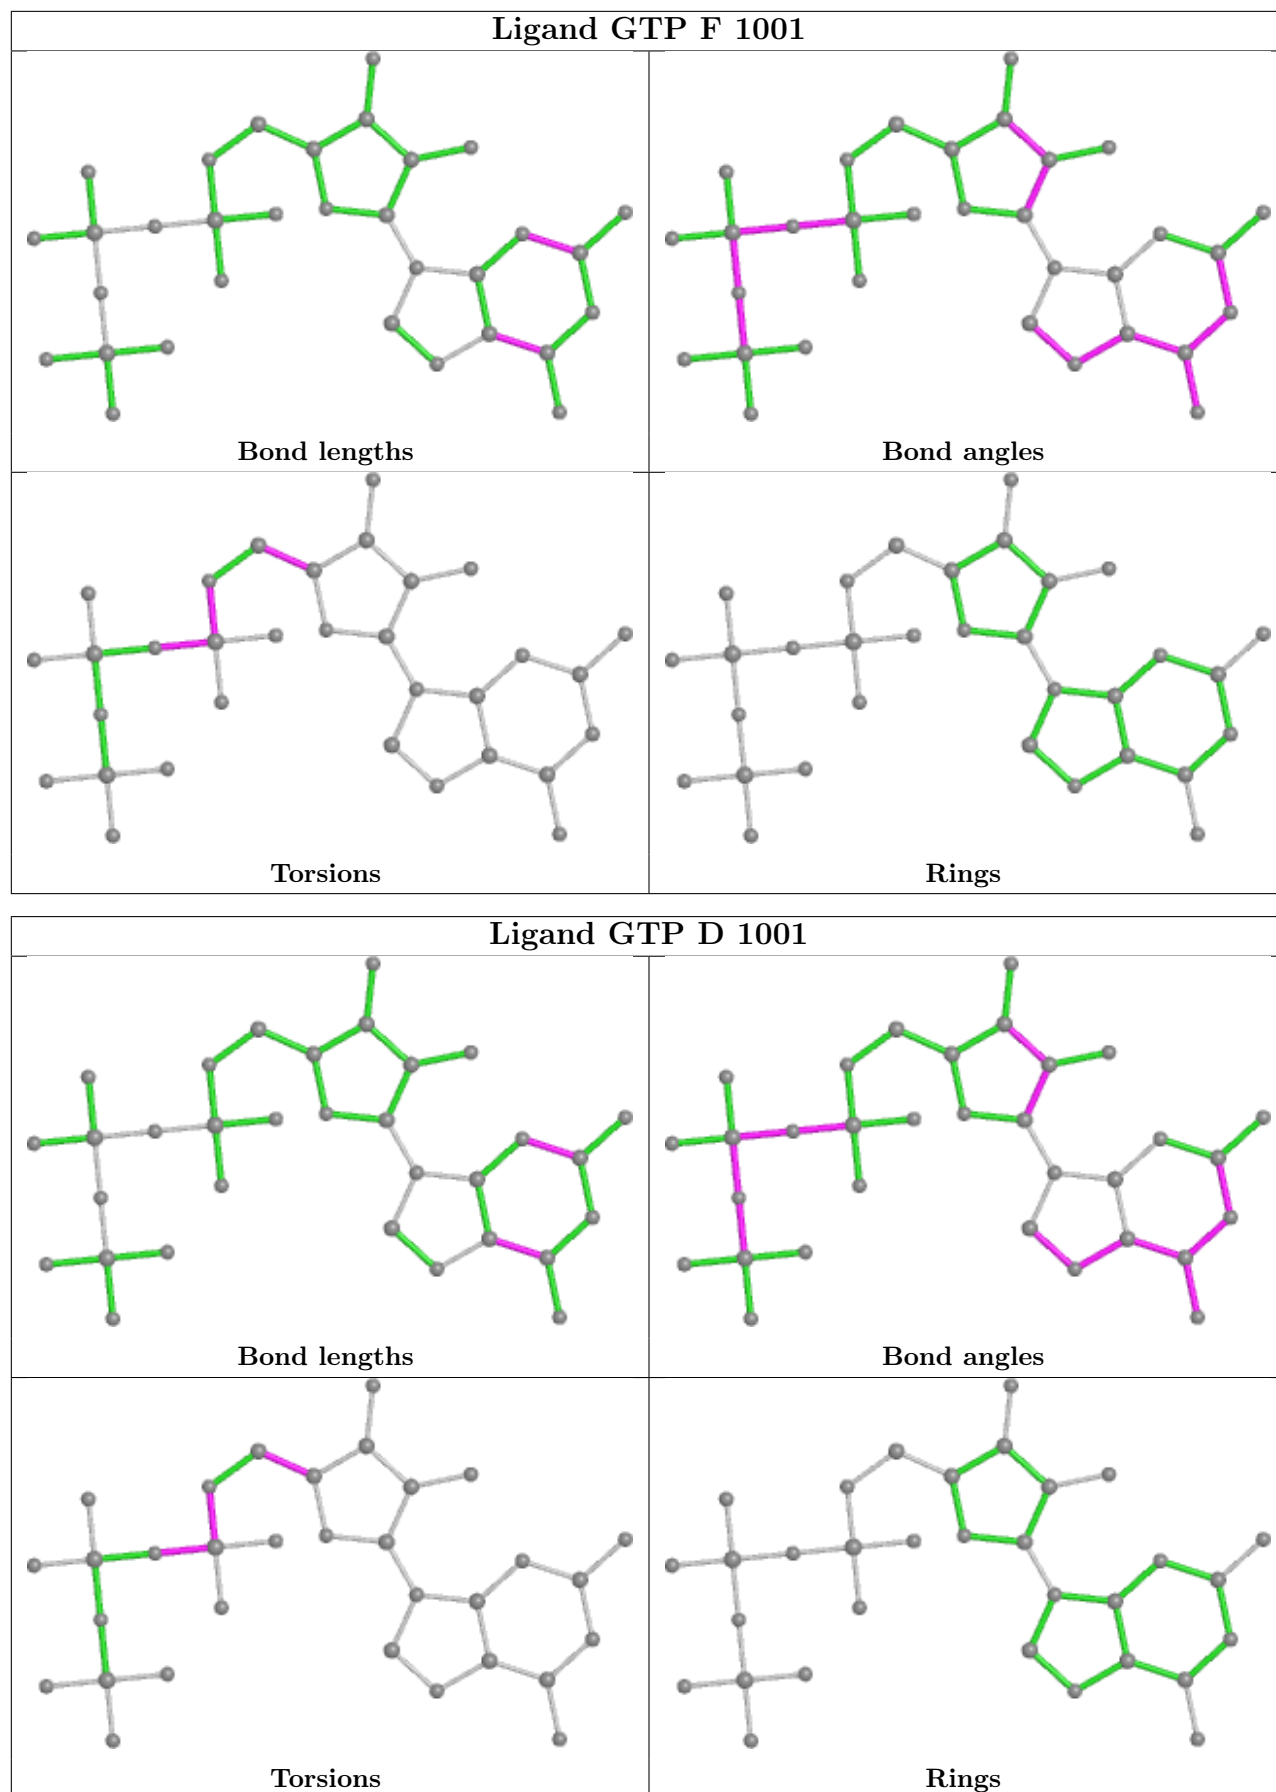 Ligand GTP F 1001
Bond lengths
Bond angles
Torsions
Rings
Ligand GTP D 1001
Bond lengths
Bond angles
Torsions
Rings